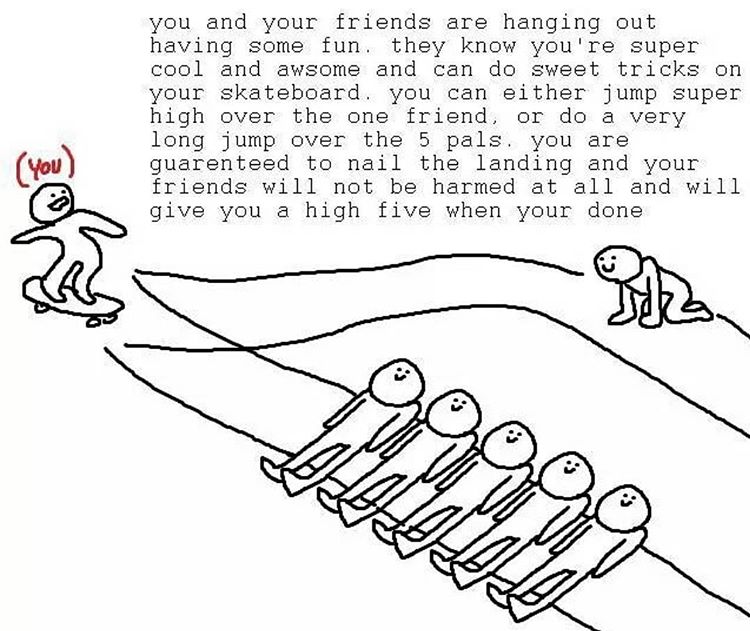 you and your friends are hanging out
having some fun. they know you're super
cool and awsome and can do sweet tricks on
your skateboard. you can either jump super
high over the one friend, or do a very
long jump over the 5 pals. you are
guarenteed to nail the landing and your
friends will not be harmed at all and will
give you a high five when your done
(YOU)